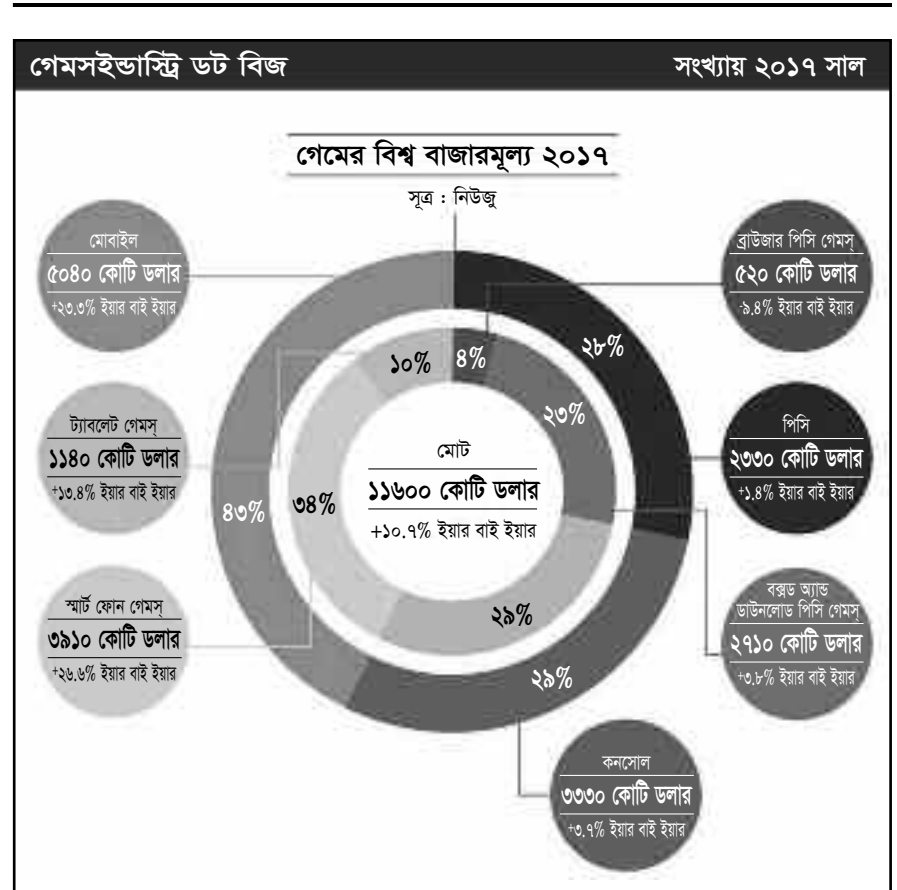 গেমসইন্ডাস্ট্রি ডট বিজ
সংখ্যায় ২০১৭ সাল
গেমের বিশ্ব বাজারমূল্য ২০১৭
সূত্র : নিউজু
মোবাইল
৫০৪০ কোটি ডলার
+২৩.৩% ইয়ার বাই ইয়ার
ব্রাউজার পিসি গেমস্
৫২০ কোটি ডলার
-৯.৪% ইয়ার বাই ইয়ার
ট্যাবলেট গেমস্
১১৪০ কোটি ডলার
+১৩.৪% ইয়ার বাই ইয়ার
পিসি
২৩৩০ কোটি ডলার
+১.৪% ইয়ার বাই ইয়ার
স্মার্ট ফোন গেমস্
৩৯১০ কোটি ডলার
+২৬.৬% ইয়ার বাই ইয়ার
বক্সড অ্যান্ড
ডাউনলোড পিসি গেমস্
২৭১০ কোটি ডলার
+৩.৮% ইয়ার বাই ইয়ার
কনসোল
৩৩৩০ কোটি ডলার
+৩.৭% ইয়ার বাই ইয়ার
২৮%
১০%
৪%
২৩%
৪৩%
৩৪%
মোট
১১৬০০ কোটি ডলার
+১০.৭% ইয়ার বাই ইয়ার
২৯%
২৯%